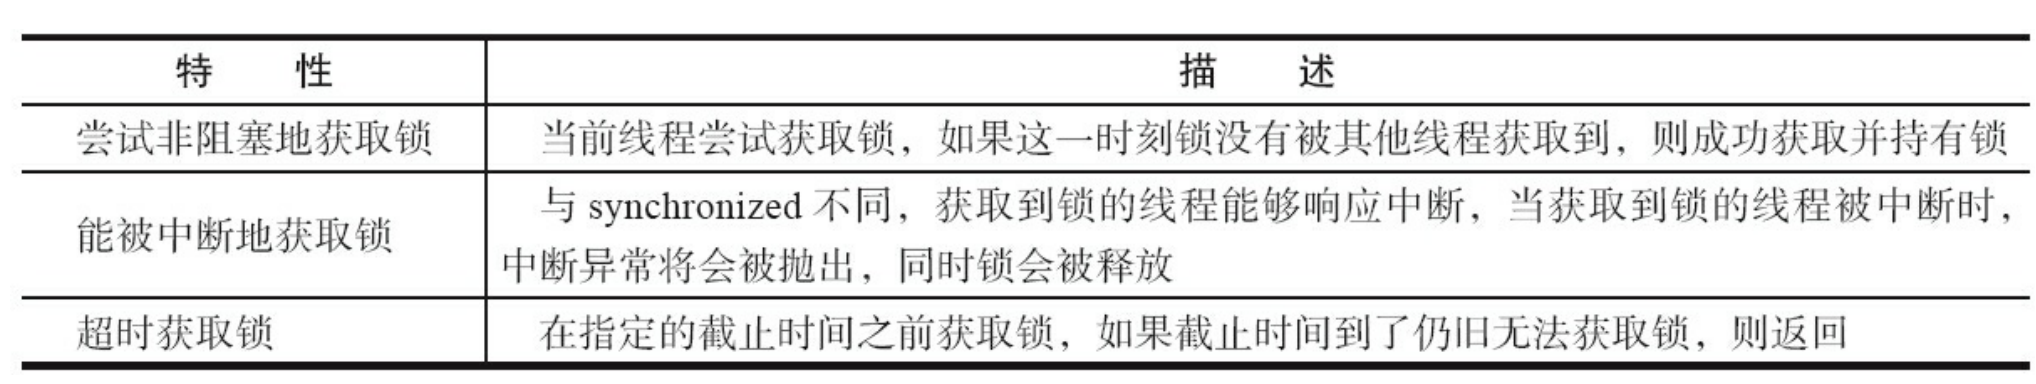 特 性
描 述
尝试非阻塞地获取锁
当前线程尝试获取锁，如果这一时刻锁没有被其他线程获取到，则成功获取并持有锁
能被中断地获取锁
与 synchronized 不同，获取到锁的线程能够响应中断，当获取到锁的线程被中断时，
中断异常将会被抛出，同时锁会被释放
超时获取锁
在指定的截止时间之前获取锁，如果截止时间到了仍旧无法获取锁，则返回